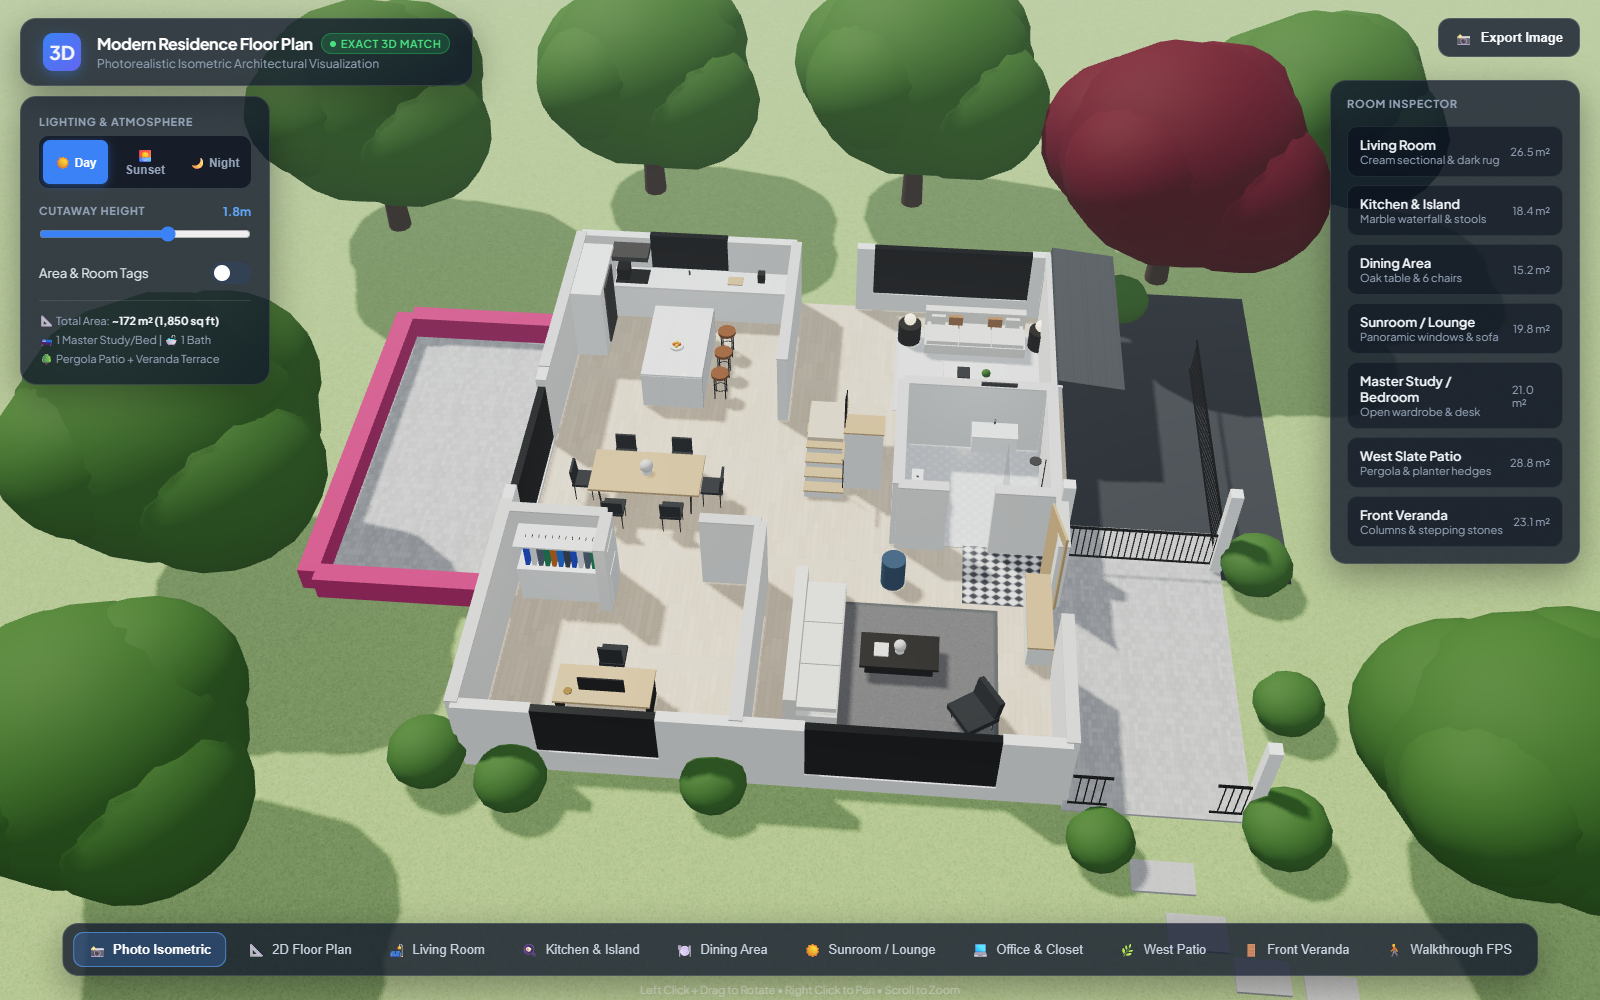 3D
Modern Residence Floor Plan
● EXACT 3D MATCH
Photorealistic Isometric Architectural Visualization
LIGHTING & ATMOSPHERE
Day
Sunset
Night
CUTAWAY HEIGHT
1.8m
Area & Room Tags
Total Area: ~172 m² (1,850 sq ft)
1 Master Study/Bed | 1 Bath
Pergola Patio + Veranda Terrace
Export Image
ROOM INSPECTOR
Living Room
Cream sectional & dark rug
26.5 m²
Kitchen & Island
Marble waterfall & stools
18.4 m²
Dining Area
Oak table & 6 chairs
15.2 m²
Sunroom / Lounge
Panoramic windows & sofa
19.8 m²
Master Study /
Bedroom
Open wardrobe & desk
21.0
m²
West Slate Patio
Pergola & planter hedges
28.8 m²
Front Veranda
Columns & stepping stones
23.1 m²
Photo Isometric
2D Floor Plan
Living Room
Kitchen & Island
Dining Area
Sunroom / Lounge
Office & Closet
West Patio
Front Veranda
Walkthrough FPS
Left Click + Drag to Rotate • Right Click to Pan • Scroll to Zoom